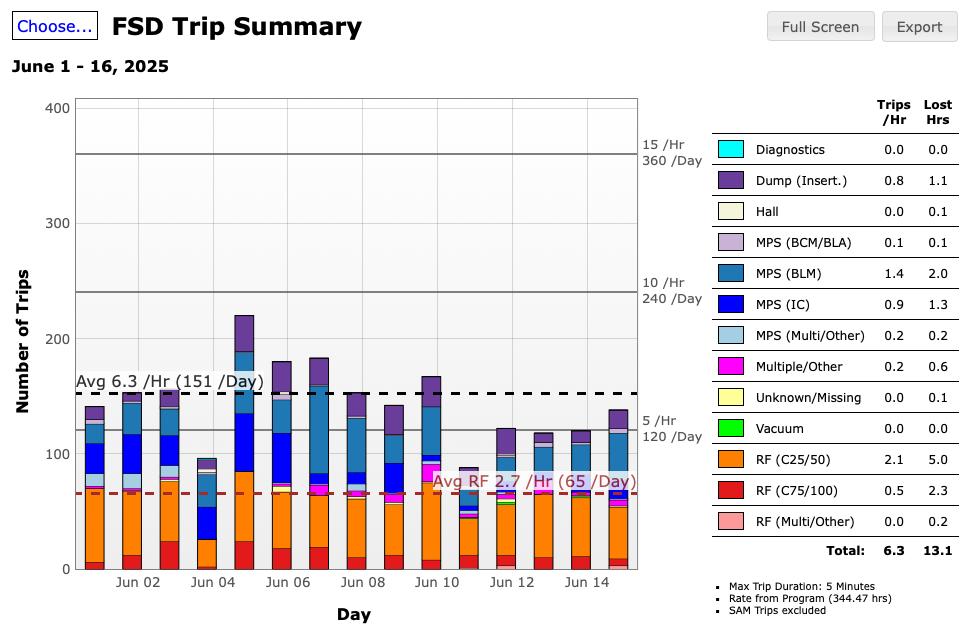 Choose... FSD Trip Summary Full Screen Export
June 1 - 16, 2025
Number of Trips
400
300
200
100
0
15 /Hr
360 /Day
10 /Hr
240 /Day
5 /Hr
120 /Day
Avg 6.3 /Hr (151 /Day)
Avg RF 2.7 /Hr (65 /Day)
Jun 02 Jun 04 Jun 06 Jun 08 Jun 10 Jun 12 Jun 14
Day
Trips Lost
/Hr Hrs
Diagnostics 0.0 0.0
Dump (Insert.) 0.8 1.1
Hall 0.0 0.1
MPS (BCM/BLA) 0.1 0.1
MPS (BLM) 1.4 2.0
MPS (IC) 0.9 1.3
MPS (Multi/Other) 0.2 0.2
Multiple/Other 0.2 0.6
Unknown/Missing 0.0 0.1
Vacuum 0.0 0.0
RF (C25/50) 2.1 5.0
RF (C75/100) 0.5 2.3
RF (Multi/Other) 0.0 0.2
Total: 6.3 13.1
Max Trip Duration: 5 Minutes
Rate from Program (344.47 hrs)
SAM Trips excluded